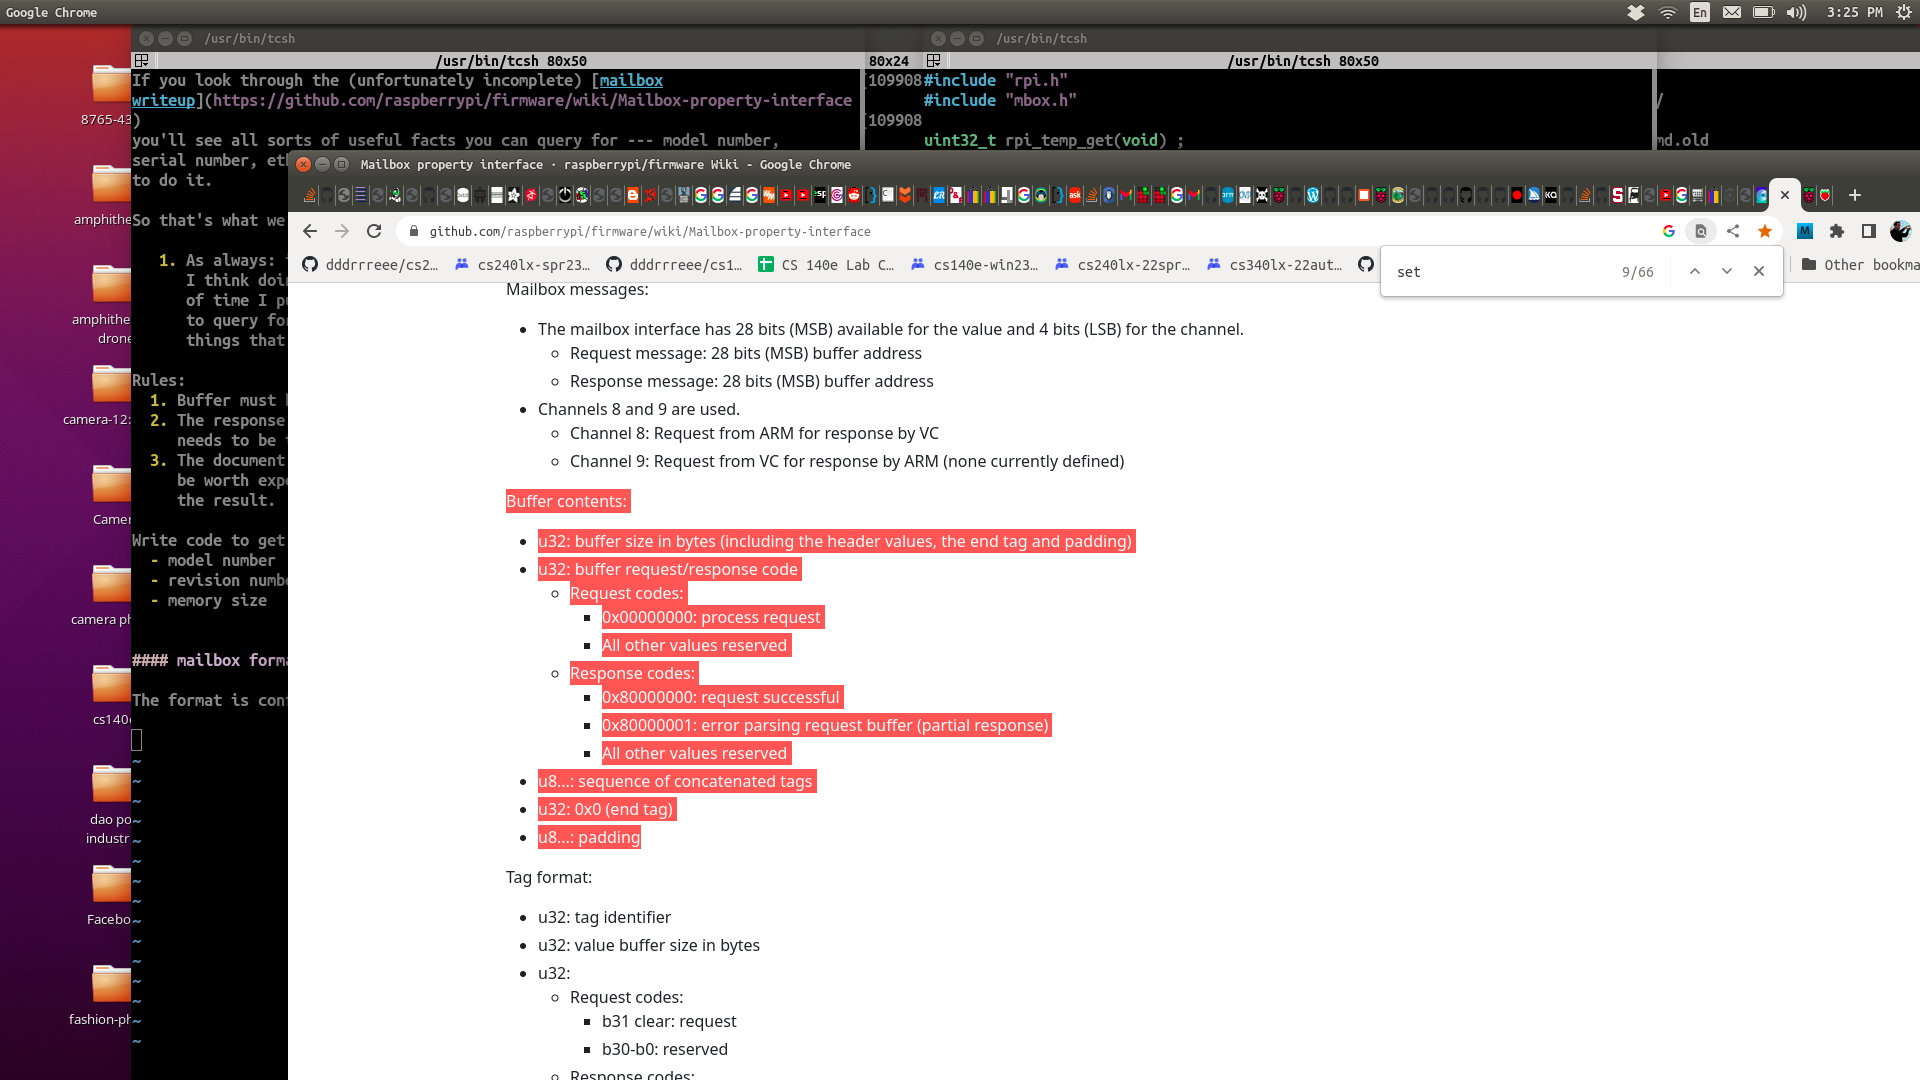 Google Chrome
En
3:25 PM
/usr/bin/tcsh
/usr/bin/tcsh
/usr/bin/tcsh 80x50
80x24
/usr/bin/tcsh 80x50
If you look through the (unfortunately incomplete) [mailbox
writeup](https://github.com/raspberrypi/firmware/wiki/Mailbox-property-interface
)
you'll see all sorts of useful facts you can query for --- model number,
serial number, eth
to do it.
So that's what we
1. As always: 
I think doi
of time I p
to query for
things that
Rules:
1. Buffer must
2. The response
needs to be
3. The document
be worth exp
the result.
Write code to get
- model number
- revision numb
- memory size
#### mailbox form
The format is con
[109908
[109908
#include "rpi.h"
#include "mbox.h"
uint32_t rpi_temp_get(void) ;
/
md.old
8765-43
amphithe
amphithe
drone
camera-12:
Camer
camera ph
cs140
dao po
industr
Facebo
fashion-ph
Mailbox property interface · raspberrypi/firmware Wiki - Google Chrome
github.com/raspberrypi/firmware/wiki/Mailbox-property-interface
dddrrreee/cs2...
cs240lx-spr23...
dddrrreee/cs1...
CS 140e Lab C...
cs140e-win23...
cs240lx-22spr...
cs340lx-22aut...
Other bookma
set
9/66
Mailbox messages:
• The mailbox interface has 28 bits (MSB) available for the value and 4 bits (LSB) for the channel.
◦ Request message: 28 bits (MSB) buffer address
◦ Response message: 28 bits (MSB) buffer address
• Channels 8 and 9 are used.
◦ Channel 8: Request from ARM for response by VC
◦ Channel 9: Request from VC for response by ARM (none currently defined)
Buffer contents:
• u32: buffer size in bytes (including the header values, the end tag and padding)
• u32: buffer request/response code
◦ Request codes:
▪ 0x00000000: process request
▪ All other values reserved
◦ Response codes:
▪ 0x80000000: request successful
▪ 0x80000001: error parsing request buffer (partial response)
▪ All other values reserved
• u8...: sequence of concatenated tags
• u32: 0x0 (end tag)
• u8...: padding
Tag format:
• u32: tag identifier
• u32: value buffer size in bytes
• u32:
◦ Request codes:
▪ b31 clear: request
▪ b30-b0: reserved
◦ Response codes: